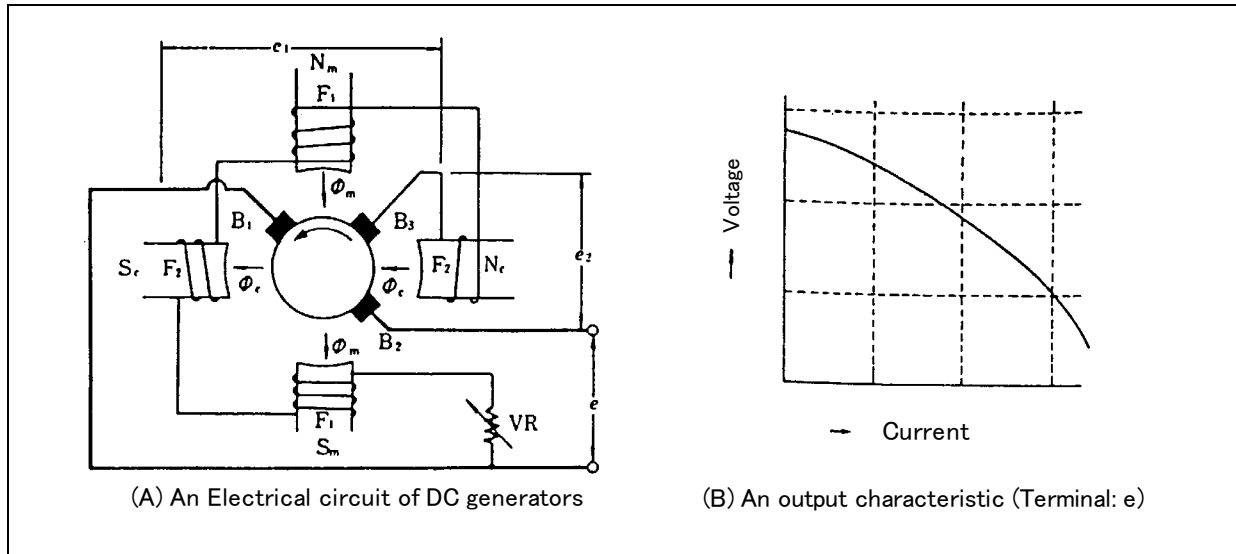 e1
Nm
F1
Φm
B1
B3
e2
Sc
F2
Φc
Φc
F2
Nc
B2
Φm
e
F1
VR
Sm
(A) An Electrical circuit of DC generators
Voltage
Current
(B) An output characteristic (Terminal: e)